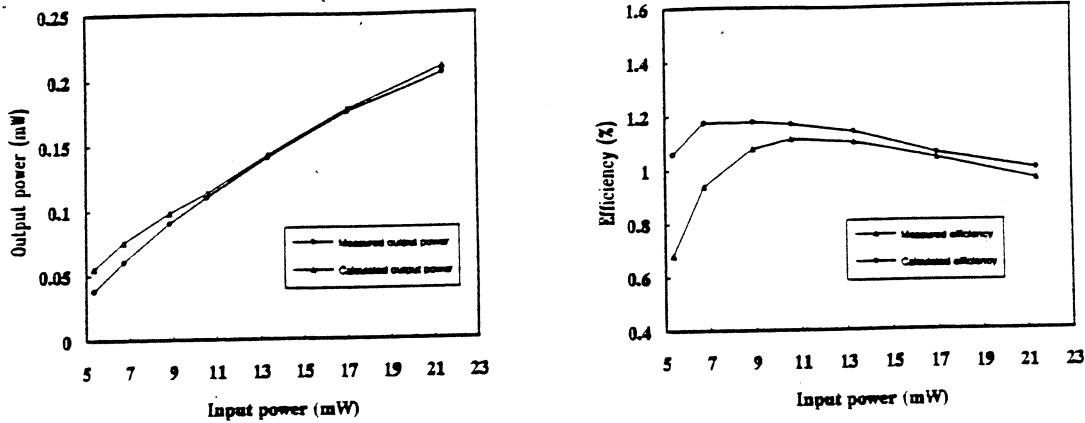 0.25
0.2
0.15
0.1
0.05
0
Output power (mW)
Measured output power
Calculated output power
5 7 9 11 13 15 17 19 21 23
Input power (mW)
1.6
1.4
1.2
1
0.8
0.6
0.4
Efficiency (%)
Measured efficiency
Calculated efficiency
5 7 9 11 13 15 17 19 21 23
Input power (mW)